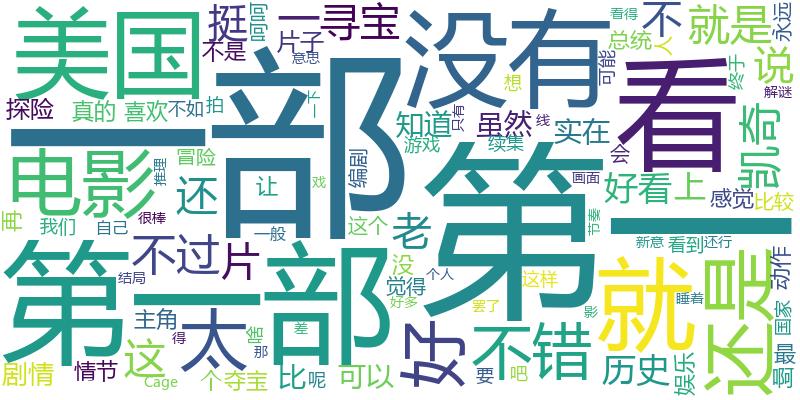 美国
一部
没有
第一
看
第一部
电影
还是
就
太
不错
好
不过
片
挺
一
寻宝
不
就是
说
凯奇
知道
虽然
实在
好看
上
感觉
比较
老
还
让
这
比
可以
历史
娱乐
动作
国家
最
哥
剧情
情节
主角
个
夺宝
呢
要
吧
觉得
没
这个
一般
我们
自己
再
探险
真的
喜欢
不如
拍
冒险
推理
很棒
片子
不是
呵呵
意思
一下
只有
游戏
续集
线
想
可能
总统
人
看得
永远
终于
解谜
会
画面
节奏
新意
看到
还行
睡着
影
这样
罢了
个人
好多
编剧
戏
差
那
啥
得
结局
Cage